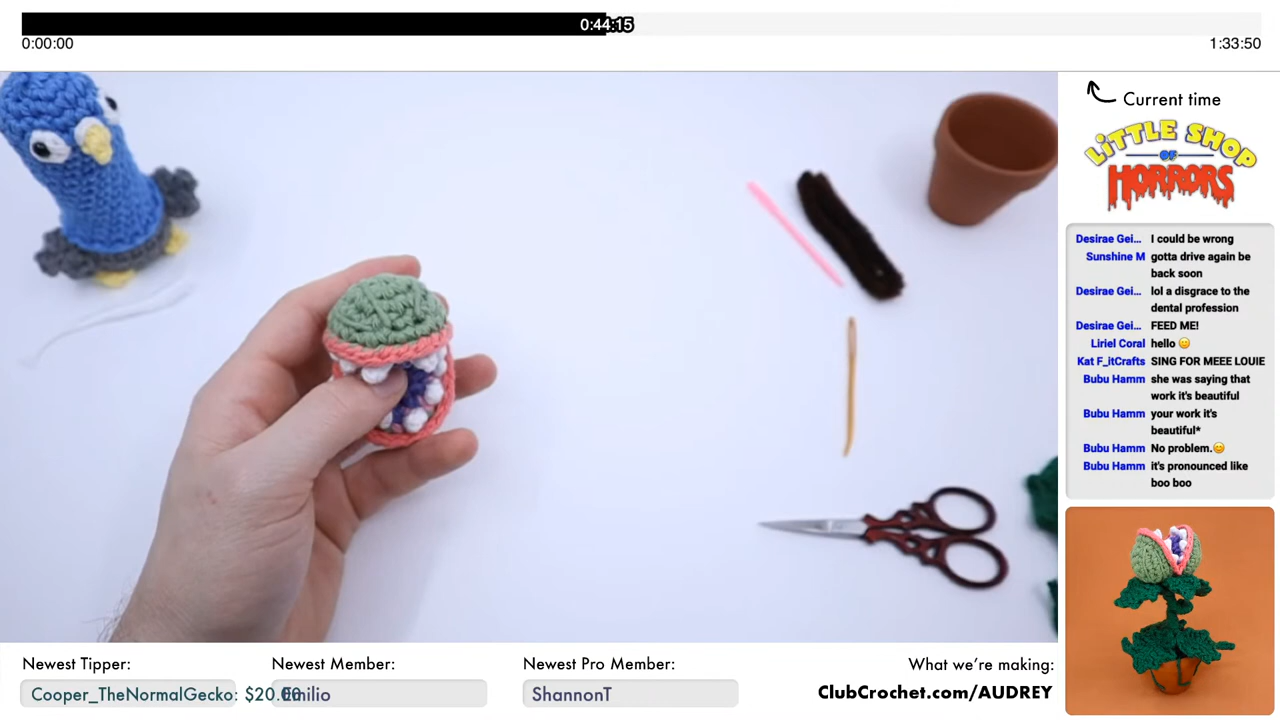 0:44:15
0:00:00
1:33:50
Current time
LiTTLE SHOP
OF
HORRORS
Desirae Gei... I could be wrong
Sunshine M gotta drive again be
back soon
Desirae Gei... lol a disgrace to the
dental profession
Desirae Gei... FEED ME!
Liriel Coral hello 😊
Kat F_itCrafts SING FOR MEEE LOUIE
Bubu Hamm she was saying that
work it's beautiful
Bubu Hamm your work it's
beautiful*
Bubu Hamm No problem.😊
Bubu Hamm it's pronounced like
boo boo
Newest Tipper:
Newest Member:
Newest Pro Member:
What we're making:
Cooper_TheNormalGecko: $20.00
Emilio
ShannonT
ClubCrochet.com/AUDREY